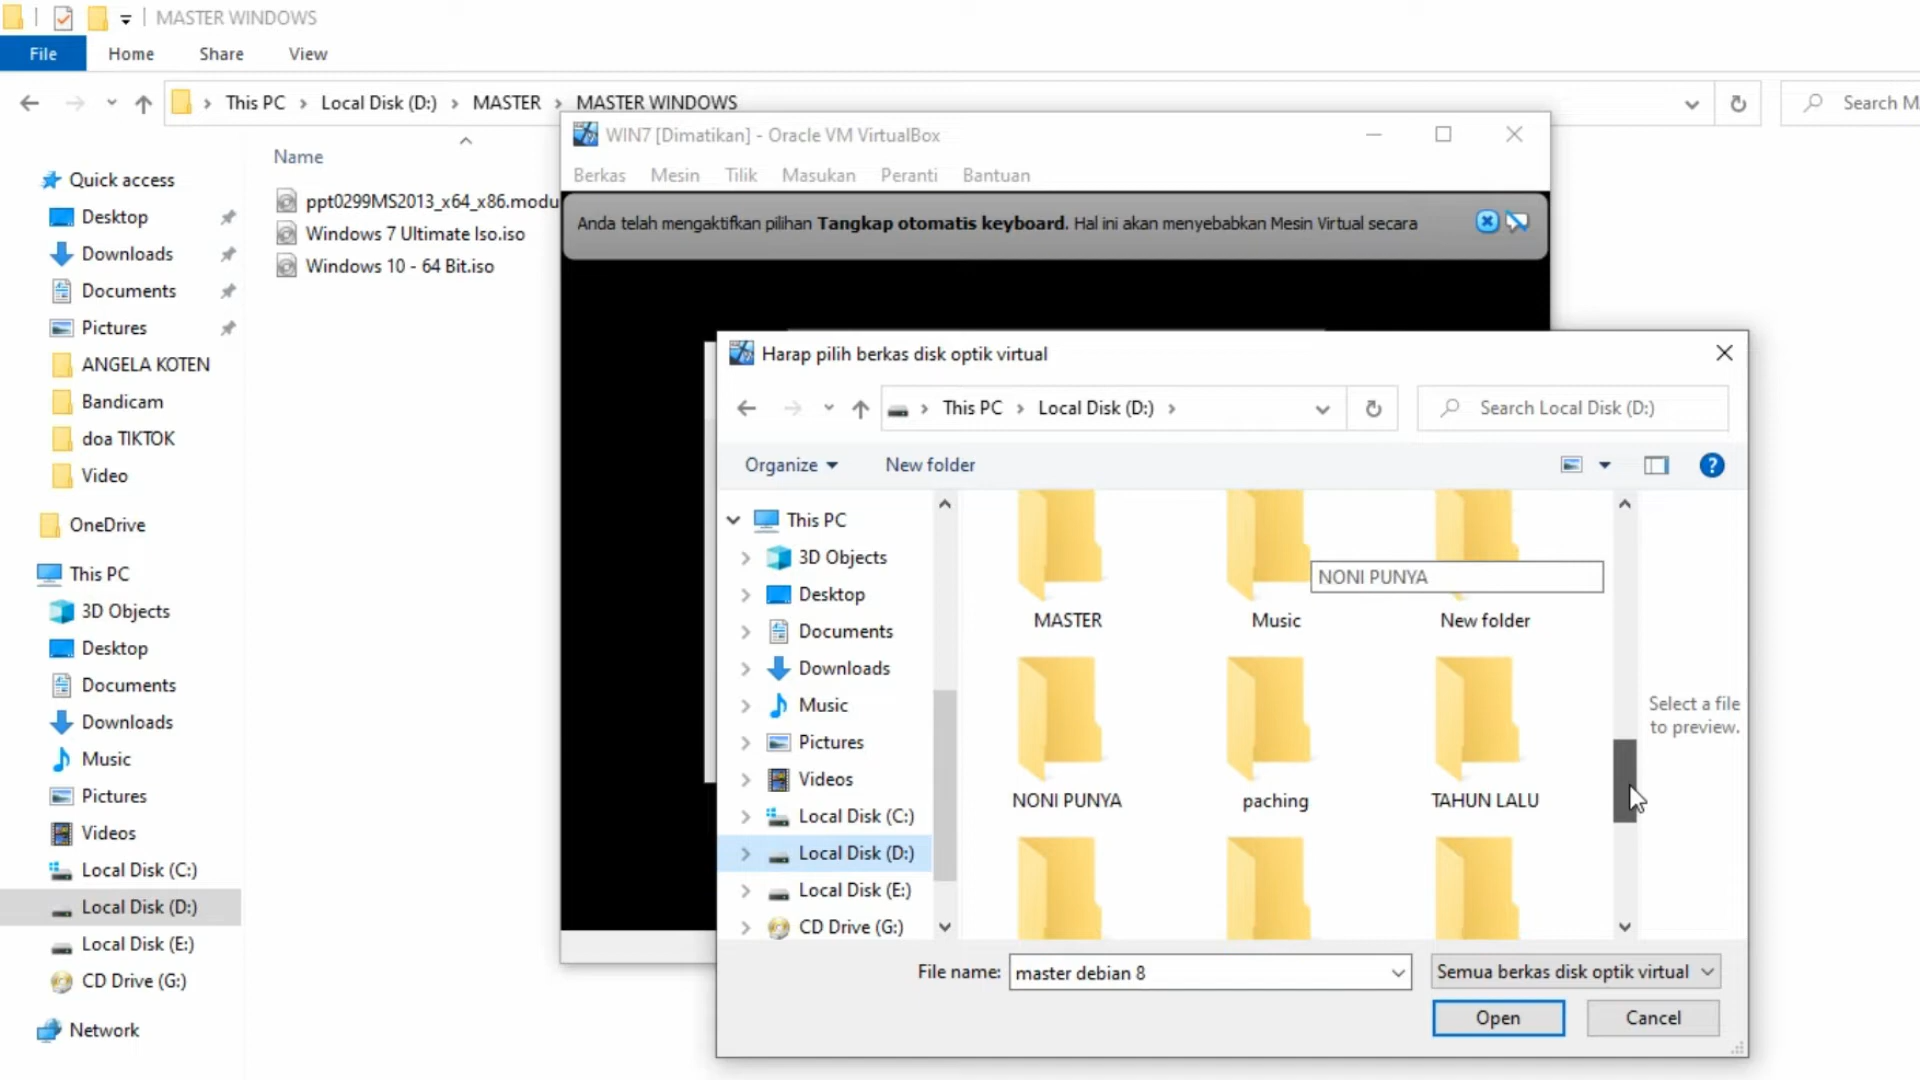 MASTER WINDOWS
File
Home
Share
View
This PC
Local Disk (D:)
MASTER
MASTER WINDOWS
Search M
Name
ppt0299MS2013_x64_x86.modu
Windows 7 Ultimate Iso.iso
Windows 10 - 64 Bit.iso
Quick access
Desktop
Downloads
Documents
Pictures
ANGELA KOTEN
Bandicam
doa TIKTOK
Video
OneDrive
This PC
3D Objects
Desktop
Documents
Downloads
Music
Pictures
Videos
Local Disk (C:)
Local Disk (D:)
Local Disk (E:)
CD Drive (G:)
Network
WIN7 [Dimatikan] - Oracle VM VirtualBox
Berkas
Mesin
Tilik
Masukan
Peranti
Bantuan
Anda telah mengaktifkan pilihan Tangkap otomatis keyboard. Hal ini akan menyebabkan Mesin Virtual secara
Harap pilih berkas disk optik virtual
This PC
Local Disk (D:)
Search Local Disk (D:)
Organize
New folder
?
This PC
3D Objects
Desktop
Documents
Downloads
Music
Pictures
Videos
Local Disk (C:)
Local Disk (D:)
Local Disk (E:)
CD Drive (G:)
NONI PUNYA
MASTER
Music
New folder
NONI PUNYA
paching
TAHUN LALU
Select a file
to preview.
File name:
master debian 8
Semua berkas disk optik virtual
Open
Cancel